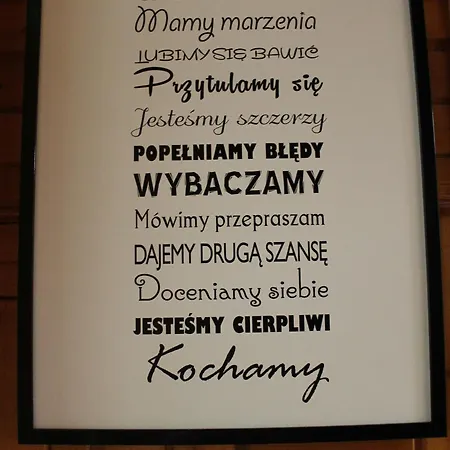 Mamy marzenia
LUBIMY SIĘ BAWIĆ
Przytulamy się
Jesteśmy szczerzy
POPEŁNIAMY BŁĘDY
WYBACZAMY
Mówimy przepraszam
DAJEMY DRUGĄ SZANSĘ
Doceniamy siebie
JESTEŚMY CIERPLIWI
Kochamy